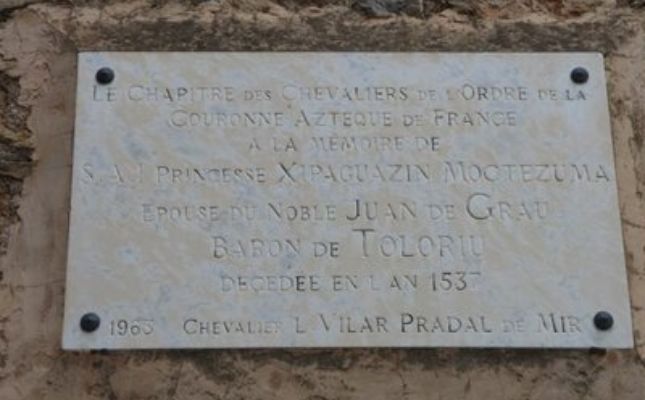 LE CHAPITRE DES CHEVALIERS DE L'ORDRE DE LA
COURONNE AZTEQUE DE FRANCE
A LA MÉMOIRE DE
S. A. I PRINCESSE XIPAGUAZIN MOCTEZUMA
EPOUSE DU NOBLE JUAN DE GRAU
BARON DE TOLORIU
DECEDEE EN L AN 1537
1963 CHEVALIER L VILAR PRADAL DE MIR